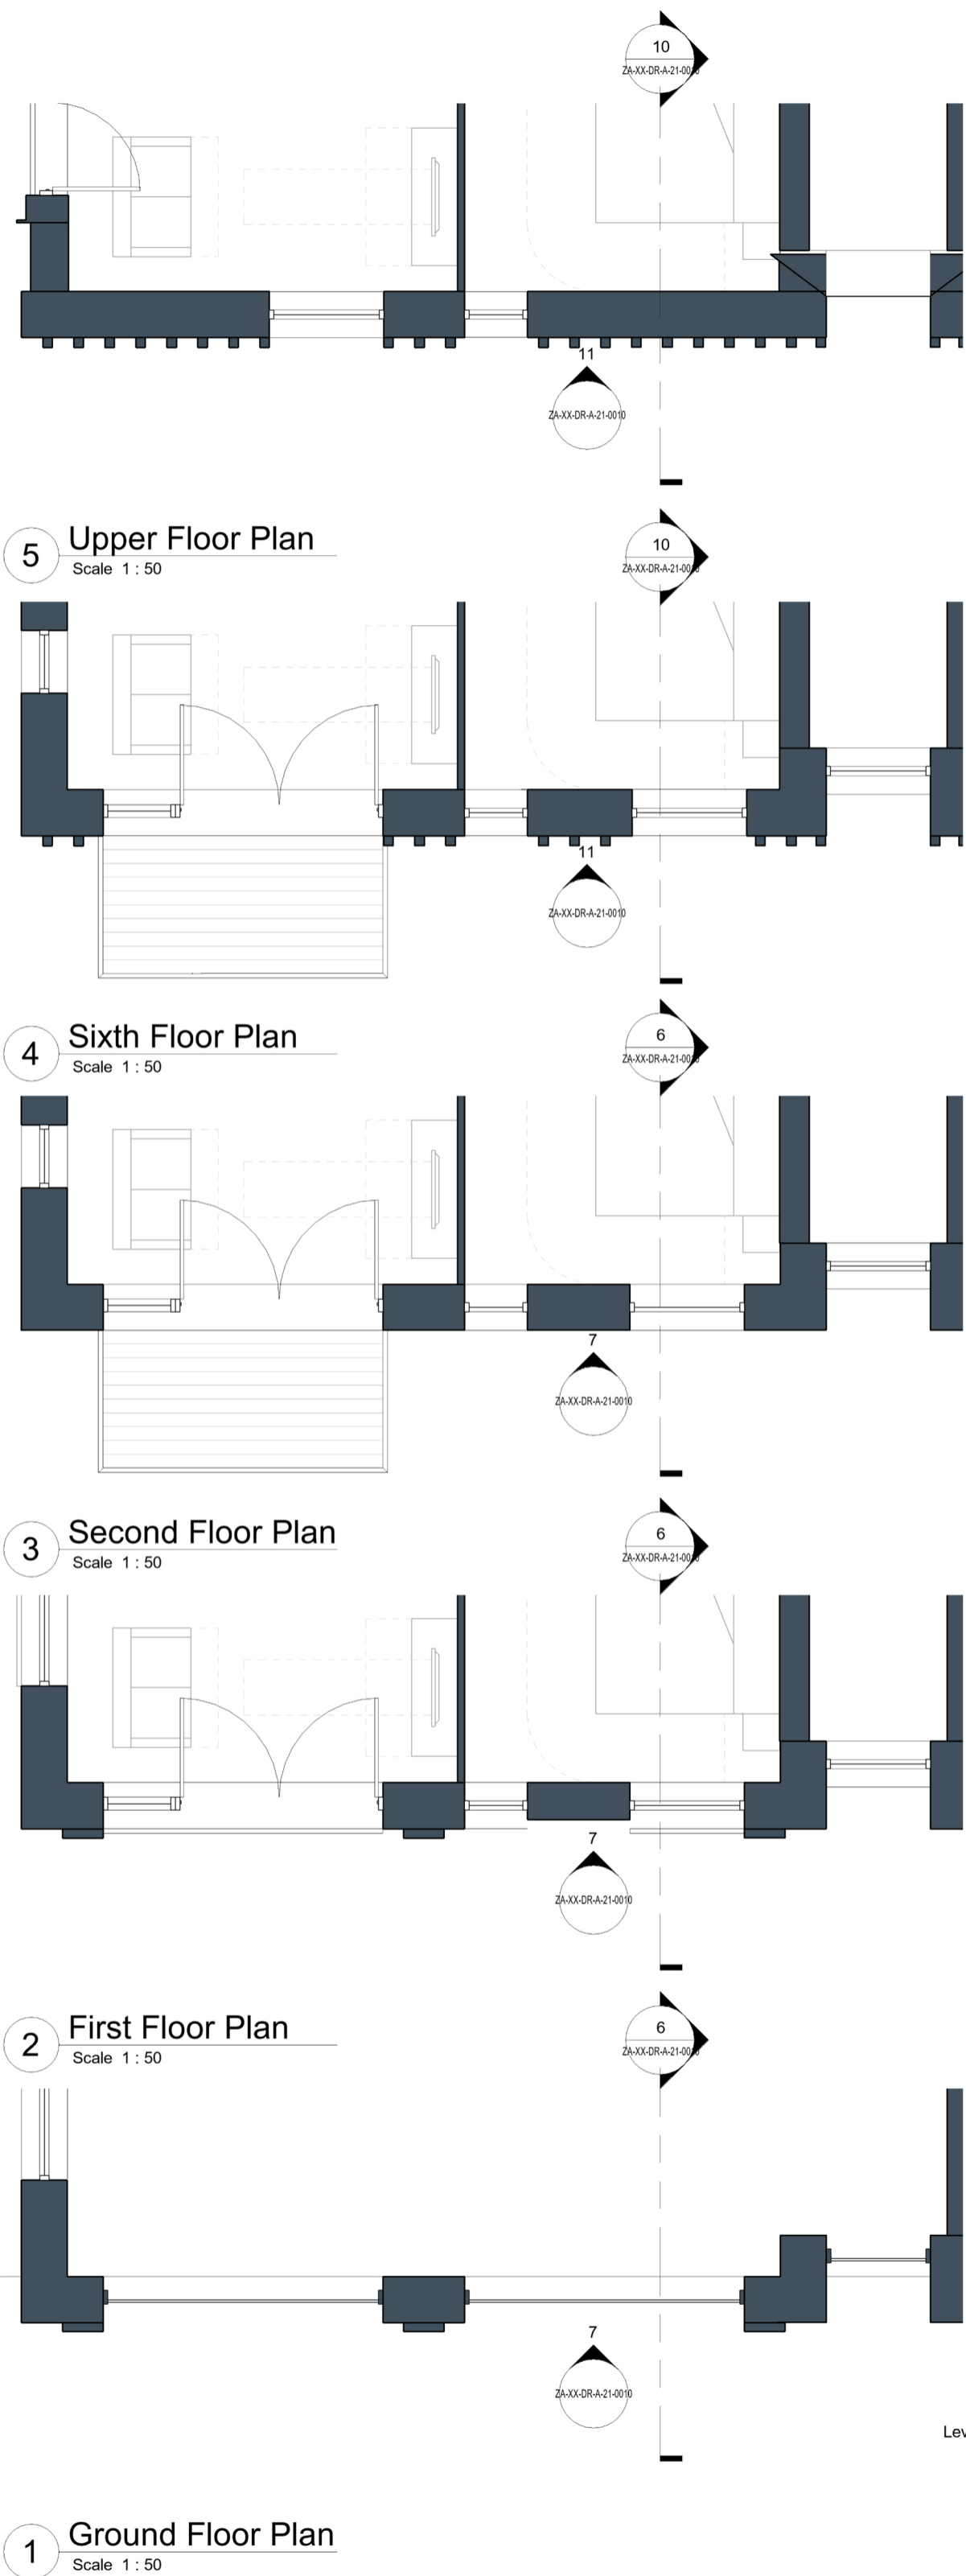 10
ZA-XX-DR-A-21-0010
11
ZA-XX-DR-A-21-0010
5
Upper Floor Plan
Scale 1 : 50
10
ZA-XX-DR-A-21-0010
11
ZA-XX-DR-A-21-0010
4
Sixth Floor Plan
Scale 1 : 50
6
ZA-XX-DR-A-21-0010
7
ZA-XX-DR-A-21-0010
3
Second Floor Plan
Scale 1 : 50
6
ZA-XX-DR-A-21-0010
7
ZA-XX-DR-A-21-0010
2
First Floor Plan
Scale 1 : 50
6
ZA-XX-DR-A-21-0010
7
ZA-XX-DR-A-21-0010
Lev
1
Ground Floor Plan
Scale 1 : 50